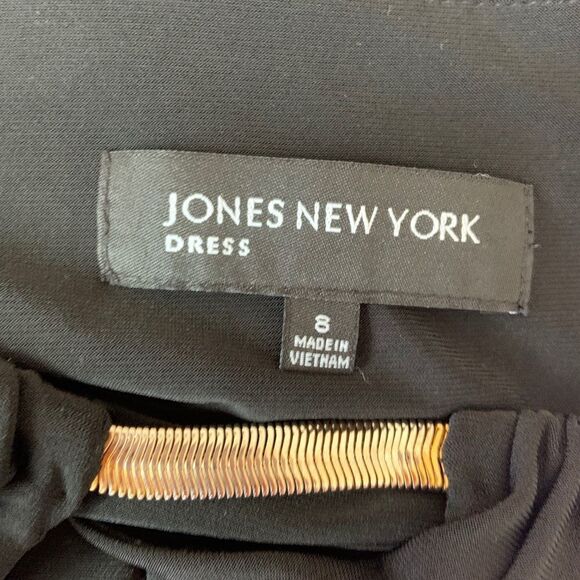 JONES NEW YORK
DRESS
8
MADE IN
VIETNAM